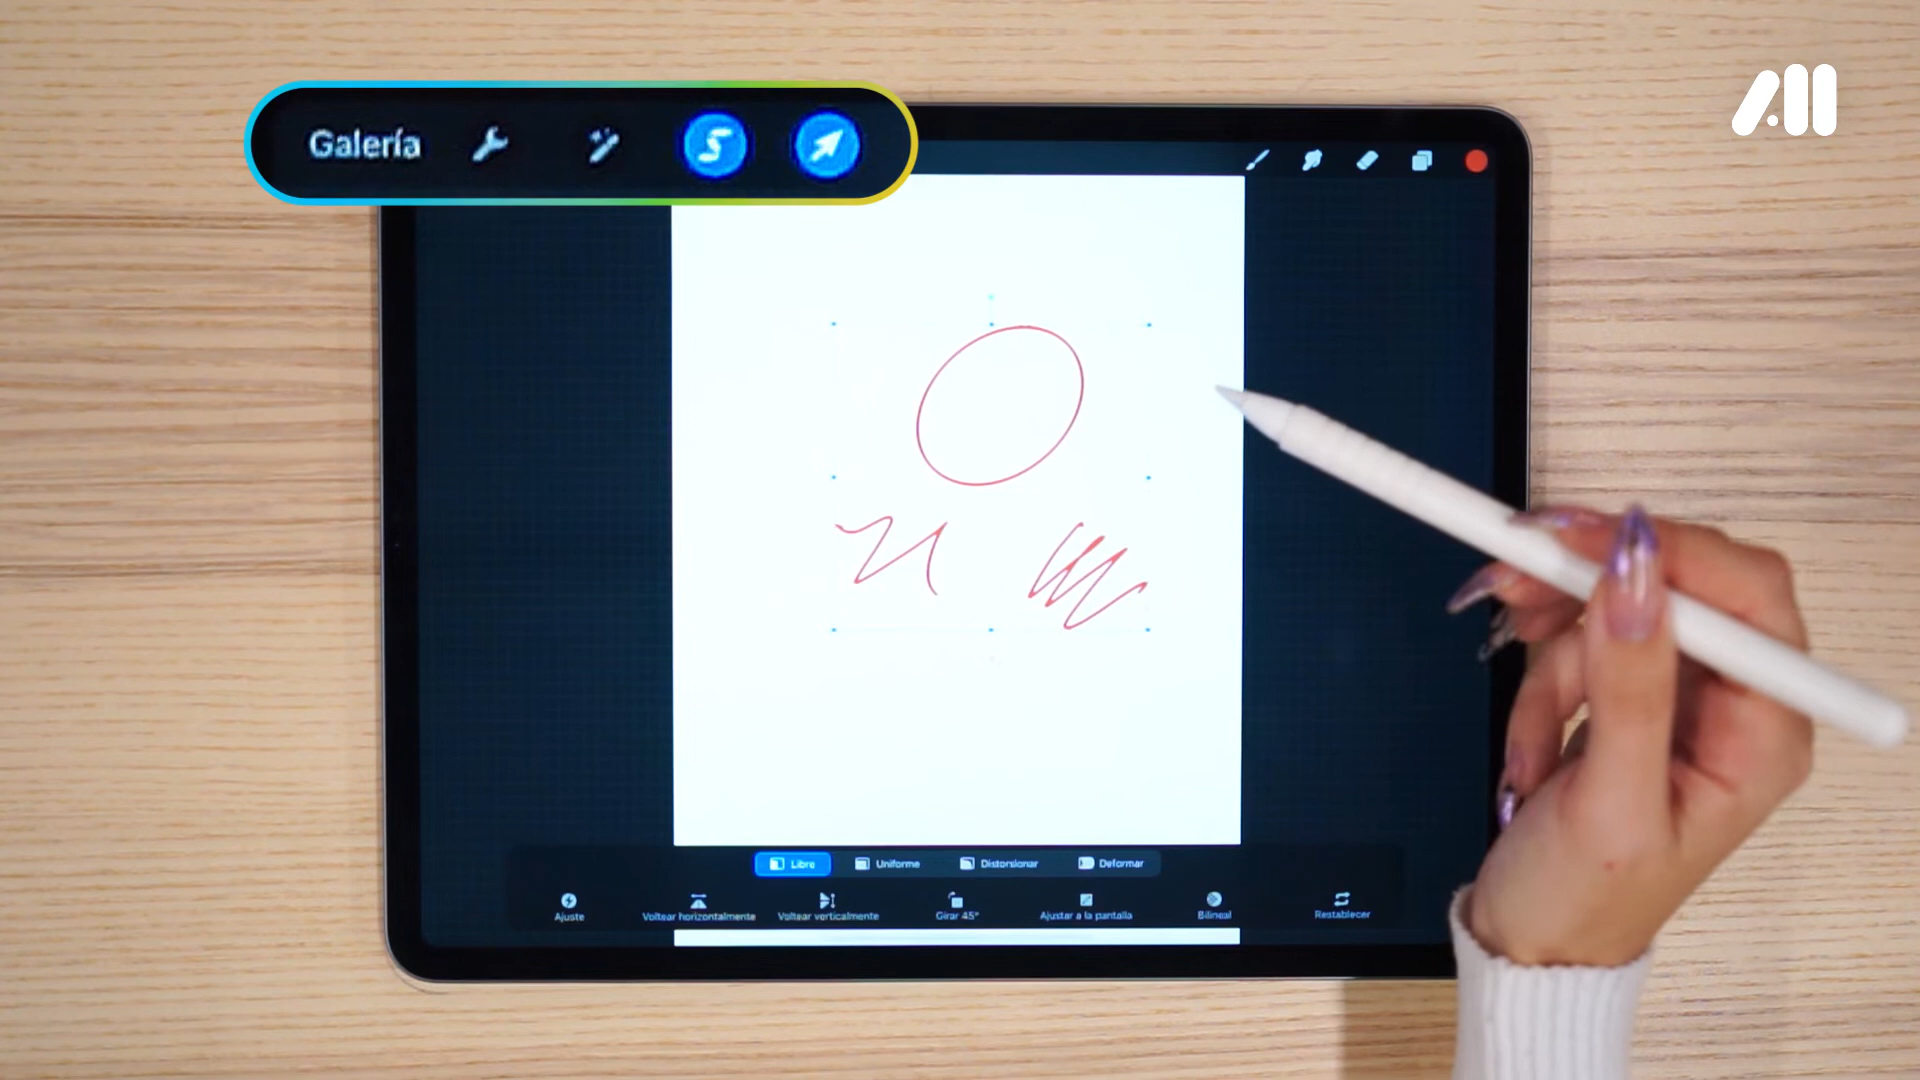 Galería
Libre Uniforme Distorsionar Deformar
Ajuste Voltear horizontalmente Voltear verticalmente Girar 45° Ajustar a la pantalla Bilineal Restablecer